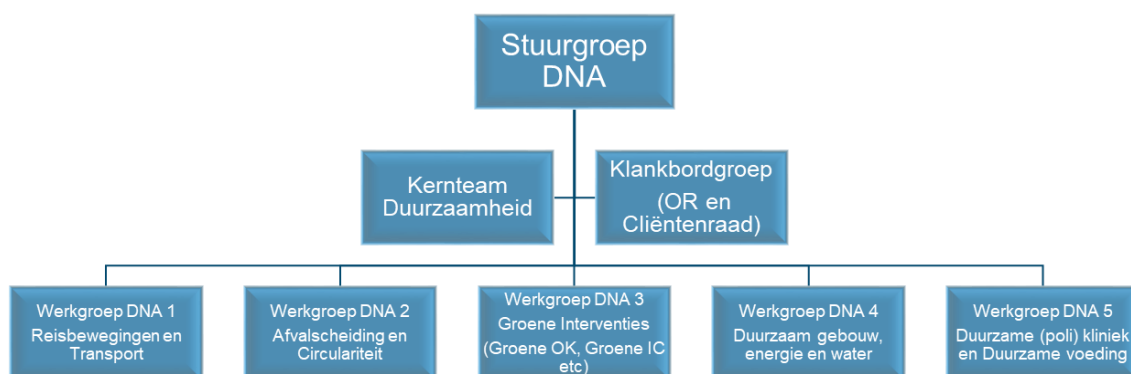 Stuurgroep
DNA
Kernteam
Duurzaamheid
Klankbordgroep
(OR en
Cliëntenraad)
Werkgroep DNA 1
Reisbewegingen en
Transport
Werkgroep DNA 2
Afvalscheiding en
Circulariteit
Werkgroep DNA 3
Groene Interventies
(Groene OK, Groene IC
etc)
Werkgroep DNA 4
Duurzaam gebouw,
energie en water
Werkgroep DNA 5
Duurzame (poli) kliniek
en Duurzame voeding